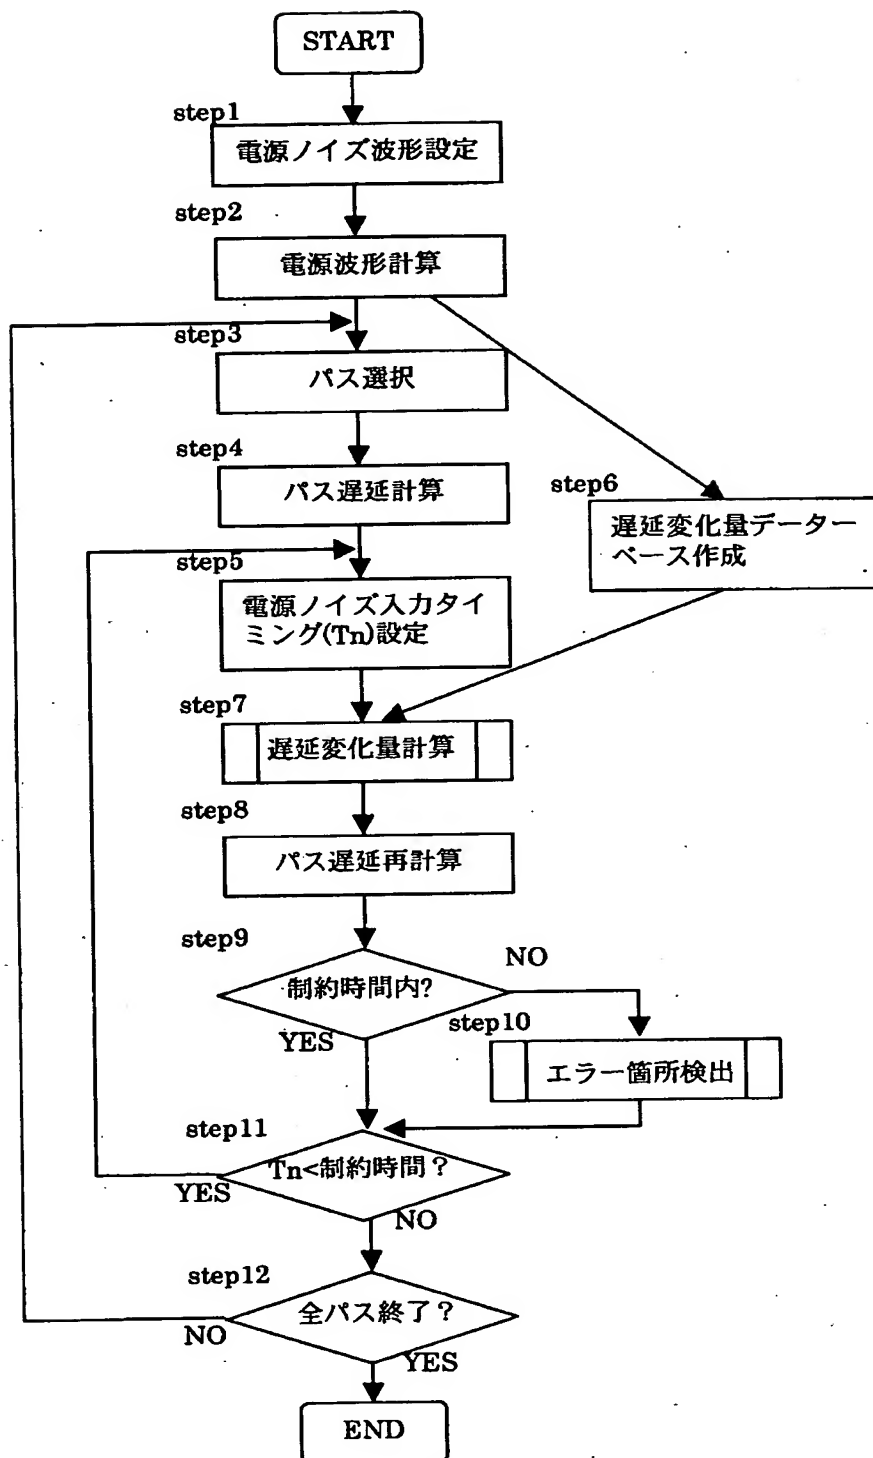 START
step1
電源ノイズ波形設定
step2
電源波形計算
step3
パス選択
step4
パス遅延計算
step5
電源ノイズ入力タイ
ミング(Tn)設定
step6
遅延変化量データー
ベース作成
step7
遅延変化量計算
step8
パス遅延再計算
step9
制約時間内?
NO
YES
step10
エラー箇所検出
step11
Tn<制約時間？
YES
NO
step12
全パス終了？
NO
YES
END